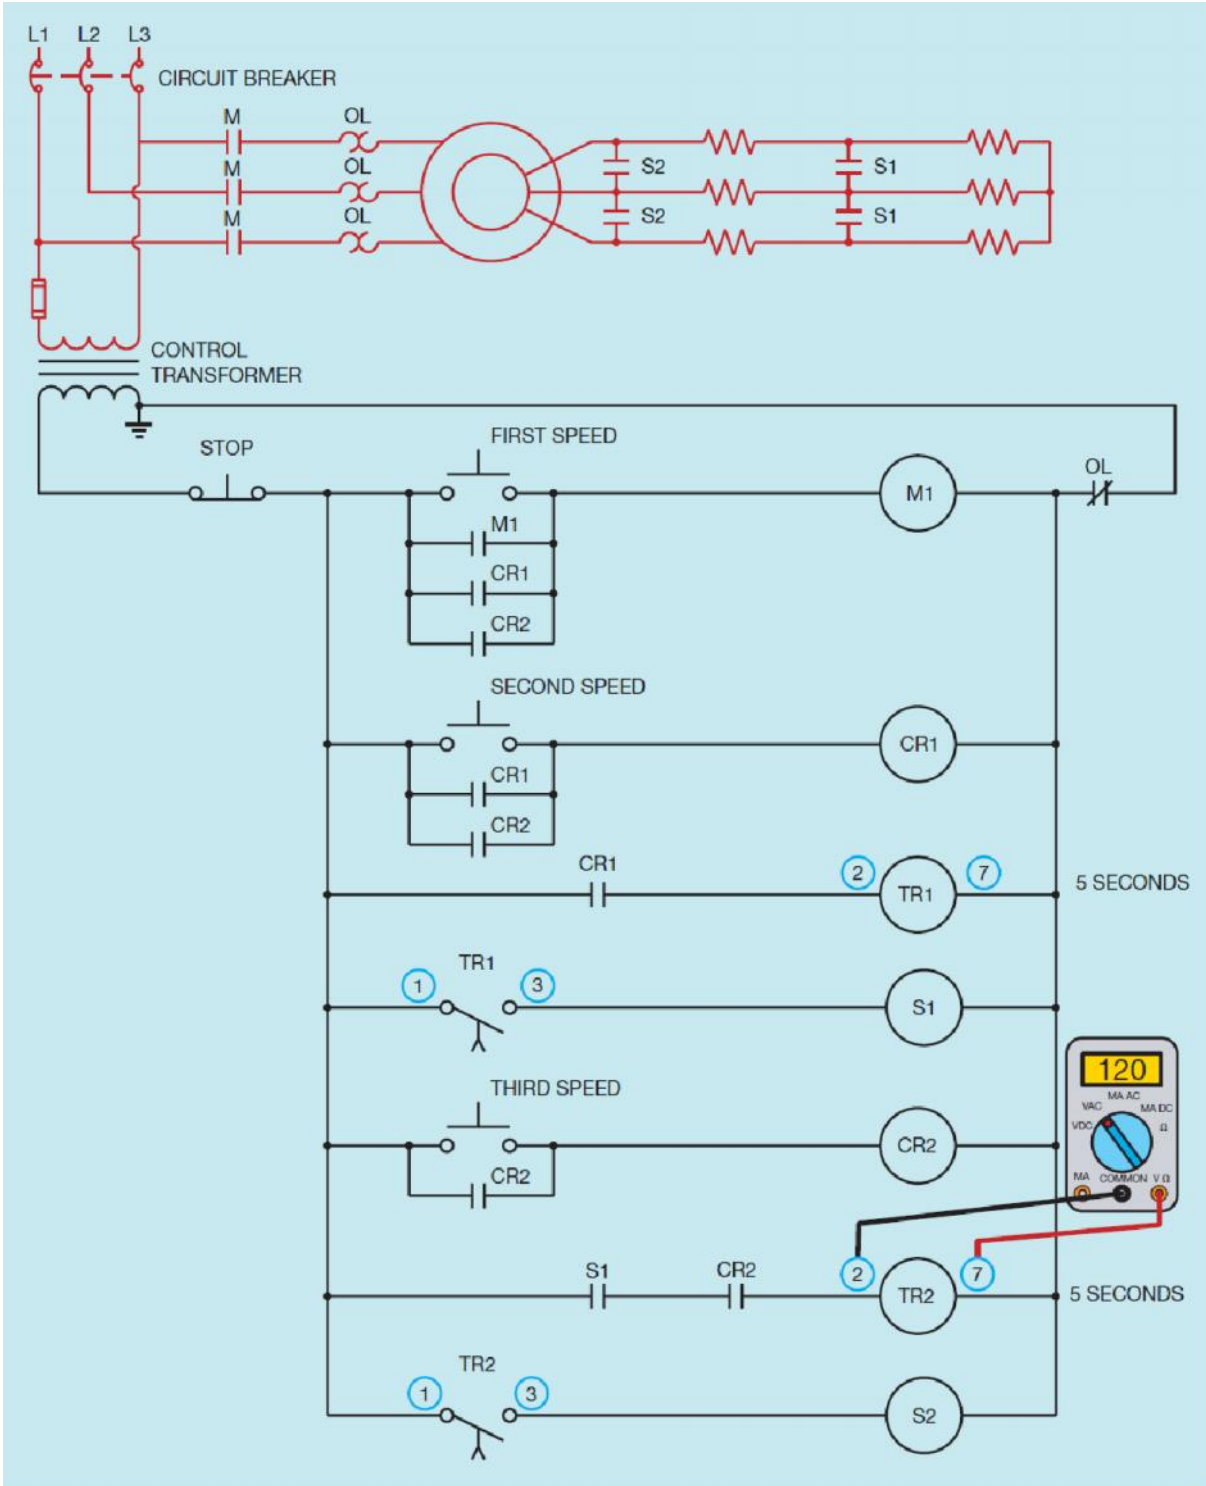 L1 L2 L3
CIRCUIT BREAKER
M OL
M OL S2 S1
M OL S2 S1
CONTROL
TRANSFORMER
FIRST SPEED
STOP
OL
M1
M1
CR1
CR2
SECOND SPEED
CR1
CR1
CR2
CR1 2 7
TR1 5 SECONDS
TR1
1 3
S1
120
MA AC
VAC MA DC
VDC Ω
THIRD SPEED
CR2
CR2
MA COMMON V Ω
S1 CR2 2 7
TR2 5 SECONDS
TR2
1 3
S2